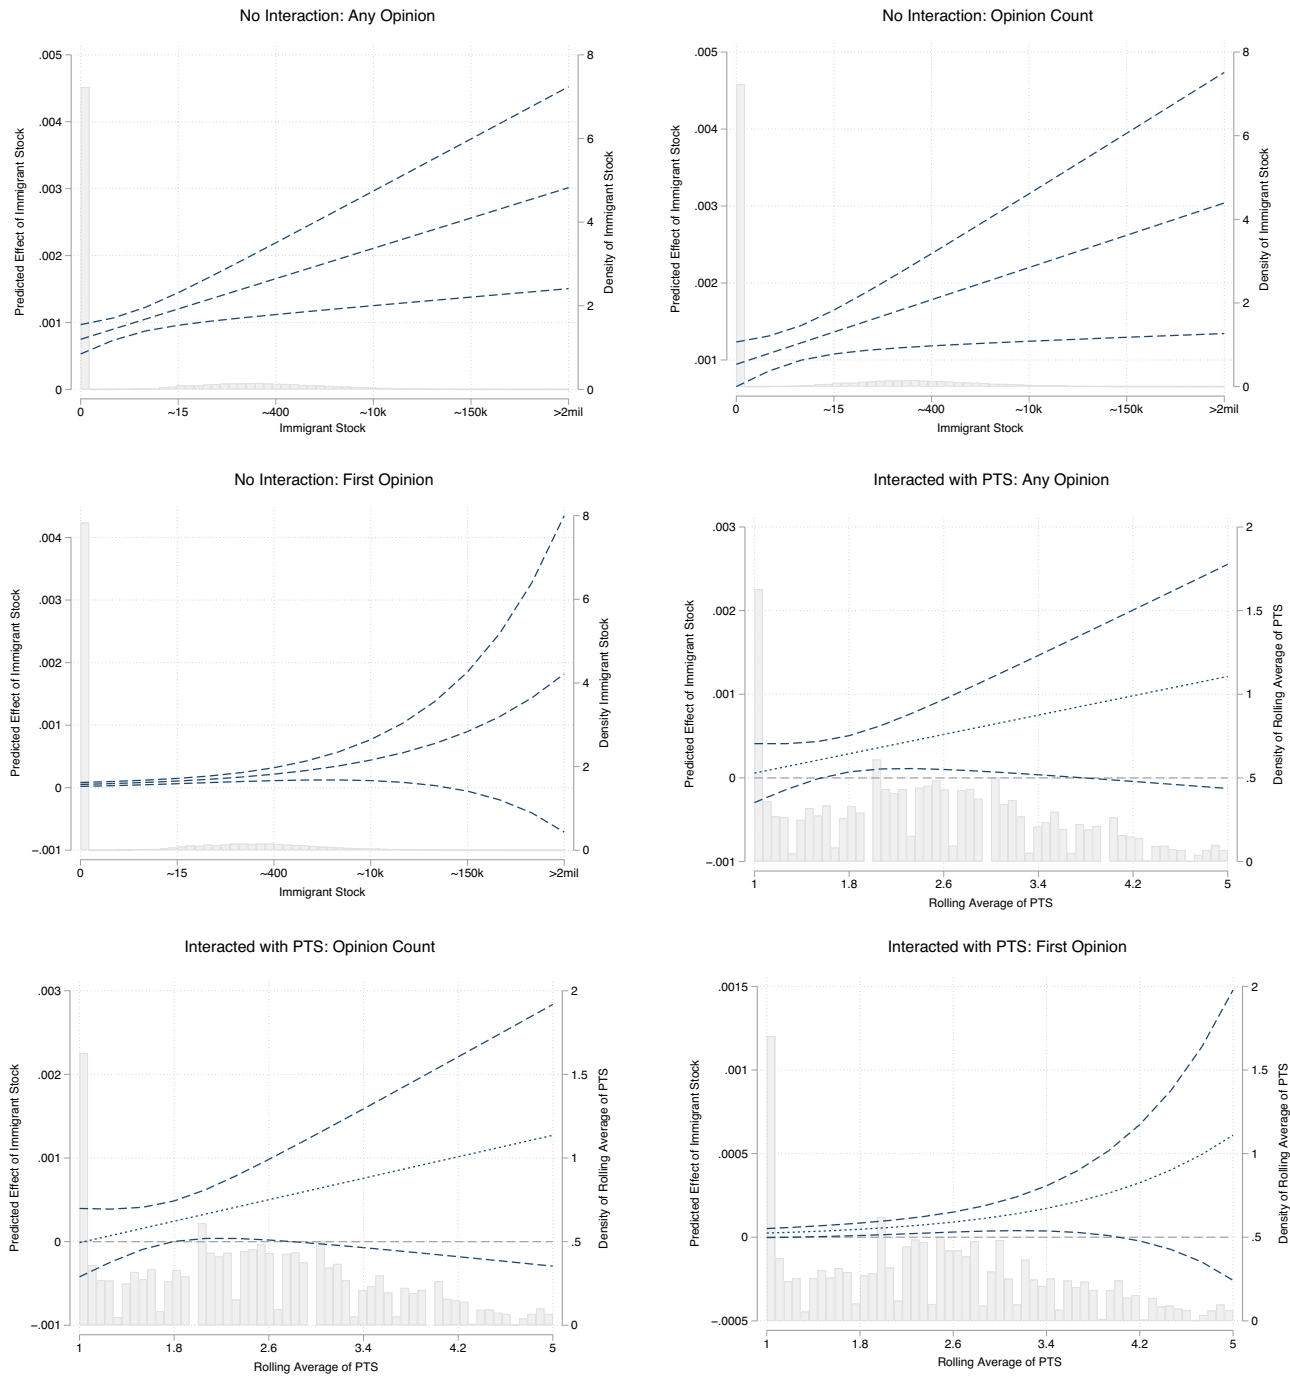 No Interaction: Any Opinion
.005
.004
.003
.002
.001
0
8
6
4
2
0
Predicted Effect of Immigrant Stock
Density of Immigrant Stock
0 ~15 ~400 ~10k ~150k >2mil
Immigrant Stock
No Interaction: Opinion Count
.005
.004
.003
.002
.001
8
6
4
2
0
Predicted Effect of Immigrant Stock
Density of Immigrant Stock
0 ~15 ~400 ~10k ~150k >2mil
Immigrant Stock
No Interaction: First Opinion
.004
.003
.002
.001
0
−.001
8
6
4
2
0
Predicted Effect of Immigrant Stock
Density Immigrant Stock
0 ~15 ~400 ~10k ~150k >2mil
Immigrant Stock
Interacted with PTS: Any Opinion
.003
.002
.001
0
−.001
2
1.5
1
.5
0
Predicted Effect of Immigrant Stock
Density of Rolling Average of PTS
1 1.8 2.6 3.4 4.2 5
Rolling Average of PTS
Interacted with PTS: Opinion Count
.003
.002
.001
0
−.001
2
1.5
1
.5
0
Predicted Effect of Immigrant Stock
Density of Rolling Average of PTS
1 1.8 2.6 3.4 4.2 5
Rolling Average of PTS
Interacted with PTS: First Opinion
.0015
.001
.0005
0
−.0005
2
1.5
1
.5
0
Predicted Effect of Immigrant Stock
Density of Rolling Average of PTS
1 1.8 2.6 3.4 4.2 5
Rolling Average of PTS